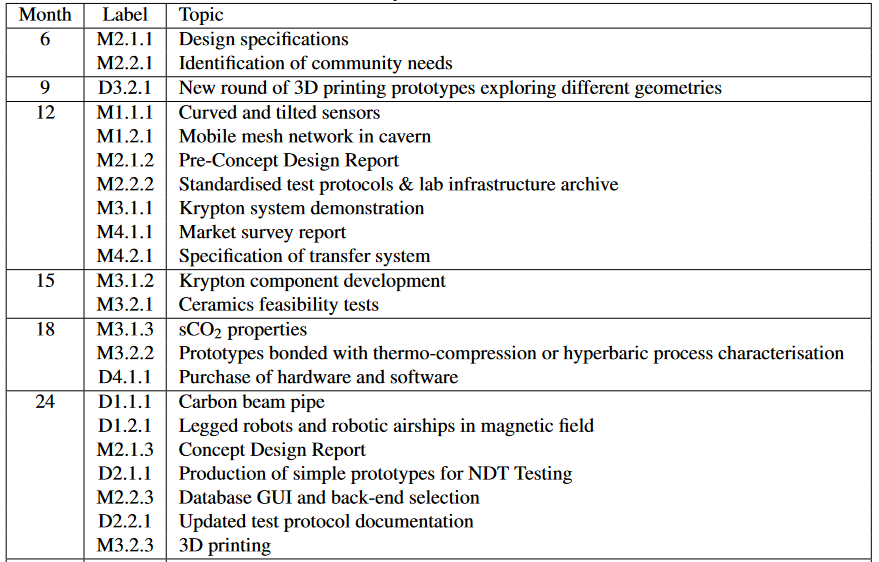 Month Label Topic
6 M2.1.1 Design specifications
M2.2.1 Identification of community needs
9 D3.2.1 New round of 3D printing prototypes exploring different geometries
12 M1.1.1 Curved and tilted sensors
M1.2.1 Mobile mesh network in cavern
M2.1.2 Pre-Concept Design Report
M2.2.2 Standardised test protocols & lab infrastructure archive
M3.1.1 Krypton system demonstration
M4.1.1 Market survey report
M4.2.1 Specification of transfer system
15 M3.1.2 Krypton component development
M3.2.1 Ceramics feasibility tests
18 M3.1.3 sCO₂ properties
M3.2.2 Prototypes bonded with thermo-compression or hyperbaric process characterisation
D4.1.1 Purchase of hardware and software
24 D1.1.1 Carbon beam pipe
D1.2.1 Legged robots and robotic airships in magnetic field
M2.1.3 Concept Design Report
D2.1.1 Production of simple prototypes for NDT Testing
M2.2.3 Database GUI and back-end selection
D2.2.1 Updated test protocol documentation
M3.2.3 3D printing